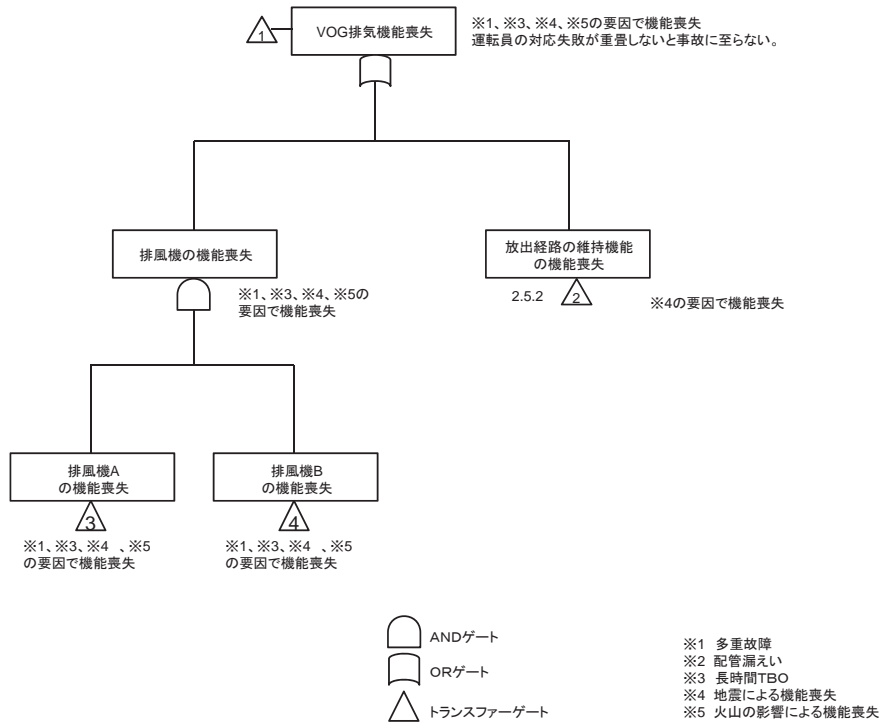 1
VOG排気機能喪失
※1、※3、※4、※5の要因で機能喪失
運転員の対応失敗が重畳しないと事故に至らない。
排風機の機能喪失
※1、※3、※4、※5の
要因で機能喪失
放出経路の維持機能
の機能喪失
2.5.2
2
※4の要因で機能喪失
排風機A
の機能喪失
3
※1、※3、※4 、※5
の要因で機能喪失
排風機B
の機能喪失
4
※1、※3、※4 、※5
の要因で機能喪失
ANDゲート
ORゲート
トランスファーゲート
※1 多重故障
※2 配管漏えい
※3 長時間TBO
※4 地震による機能喪失
※5 火山の影響による機能喪失